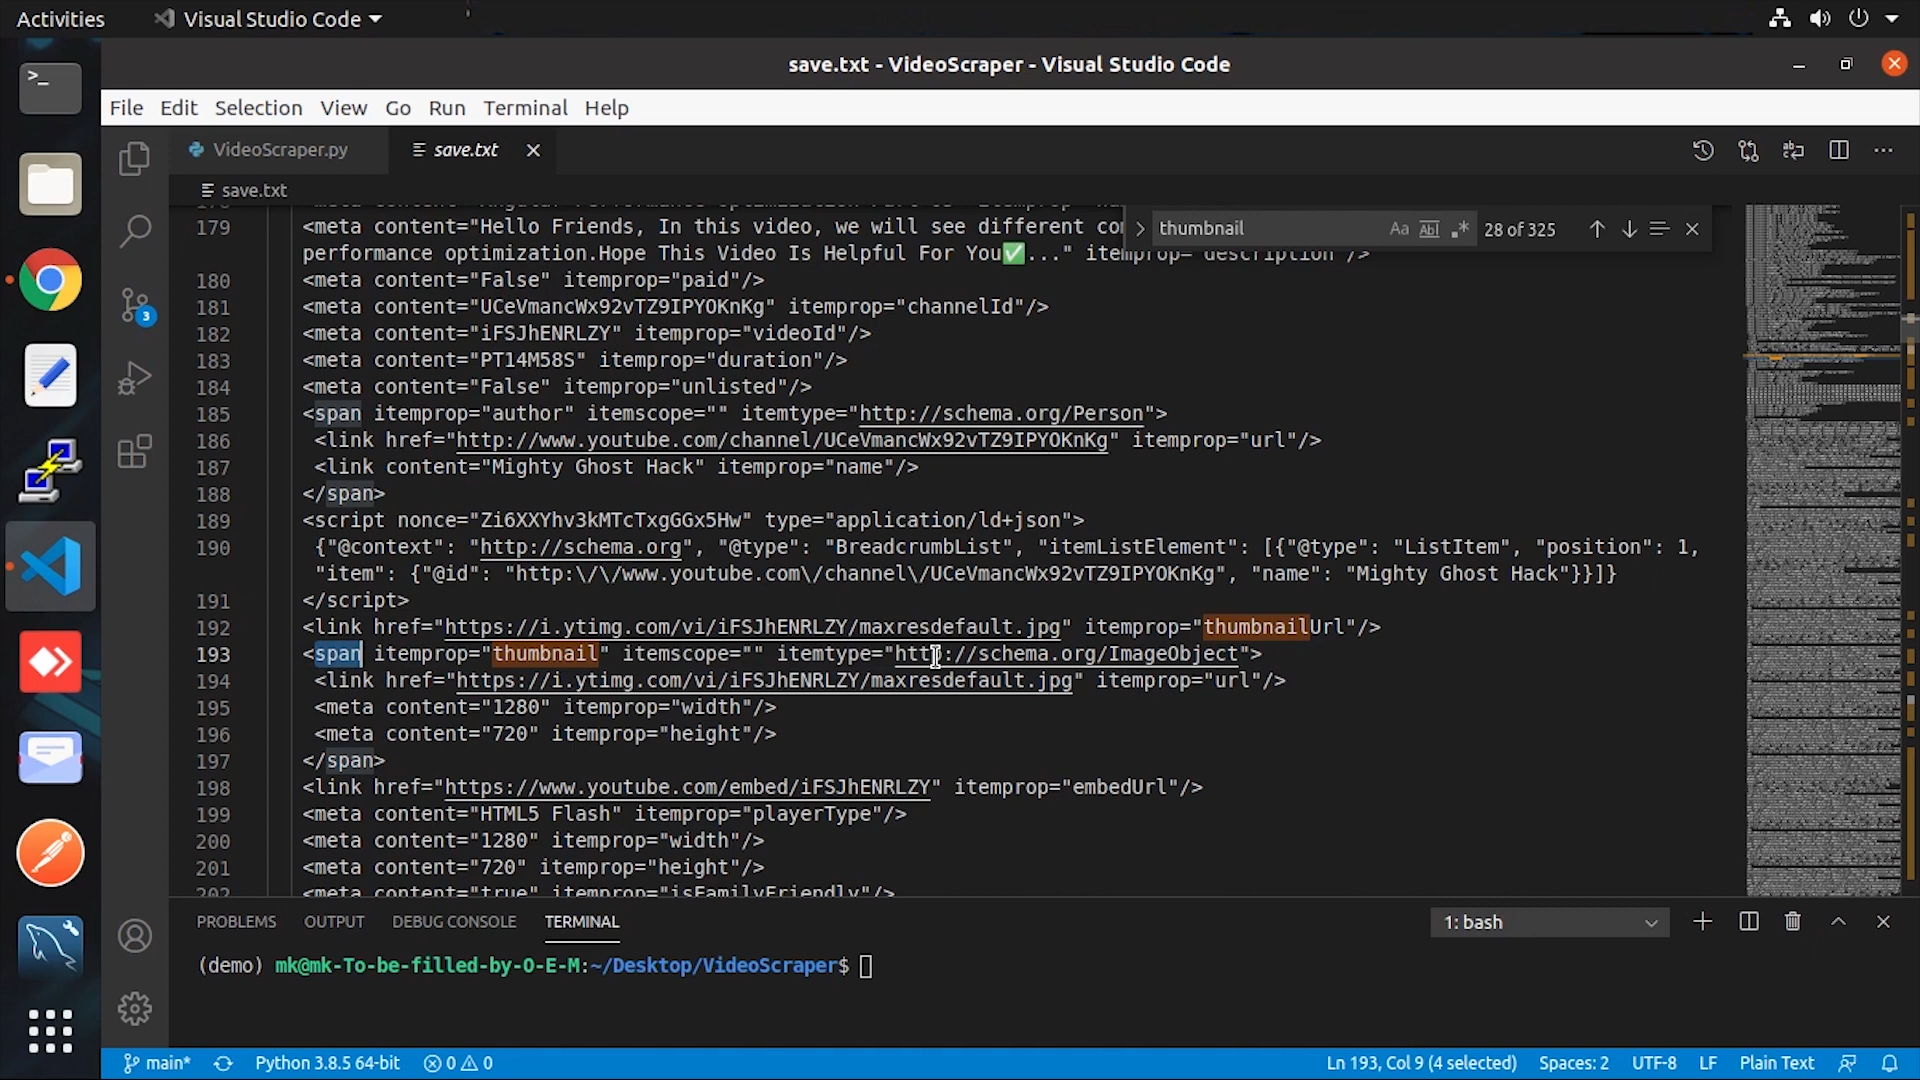 Activities
Visual Studio Code
save.txt - VideoScraper - Visual Studio Code
File Edit Selection View Go Run Terminal Help
VideoScraper.py
save.txt
save.txt
thumbnail
Aa
Abl
.*
28 of 325
179 <meta content="Hello Friends, In this video, we will see different
performance optimization.Hope This Video Is Helpful For You✅..." itemprop="description"/>
180 <meta content="False" itemprop="paid"/>
181 <meta content="UCeVmancWx92vTZ9IPYOKnKg" itemprop="channelId"/>
182 <meta content="iFSJhENRLZY" itemprop="videoId"/>
183 <meta content="PT14M58S" itemprop="duration"/>
184 <meta content="False" itemprop="unlisted"/>
185 <span itemprop="author" itemscope="" itemtype="http://schema.org/Person">
186 <link href="http://www.youtube.com/channel/UCeVmancWx92vTZ9IPYOKnKg" itemprop="url"/>
187 <link content="Mighty Ghost Hack" itemprop="name"/>
188 </span>
189 <script nonce="Zi6XXYhv3kMTcTxgGGx5Hw" type="application/ld+json">
190 {"@context": "http://schema.org", "@type": "BreadcrumbList", "itemListElement": [{"@type": "ListItem", "position": 1,
"item": {"@id": "http:\/\/www.youtube.com\/channel\/UCeVmancWx92vTZ9IPYOKnKg", "name": "Mighty Ghost Hack"}}]}
191 </script>
192 <link href="https://i.ytimg.com/vi/iFSJhENRLZY/maxresdefault.jpg" itemprop="thumbnailUrl"/>
193 <span itemprop="thumbnail" itemscope="" itemtype="http://schema.org/ImageObject">
194 <link href="https://i.ytimg.com/vi/iFSJhENRLZY/maxresdefault.jpg" itemprop="url"/>
195 <meta content="1280" itemprop="width"/>
196 <meta content="720" itemprop="height"/>
197 </span>
198 <link href="https://www.youtube.com/embed/iFSJhENRLZY" itemprop="embedUrl"/>
199 <meta content="HTML5 Flash" itemprop="playerType"/>
200 <meta content="1280" itemprop="width"/>
201 <meta content="720" itemprop="height"/>
202 <meta content="true" itemprop="isFamilyFriendly"/>
3
PROBLEMS OUTPUT DEBUG CONSOLE TERMINAL
1: bash
(demo) mk@mk-To-be-filled-by-O-E-M:~/Desktop/VideoScraper$
main* Python 3.8.5 64-bit 0 0 Ln 193, Col 9 (4 selected) Spaces: 2 UTF-8 LF Plain Text